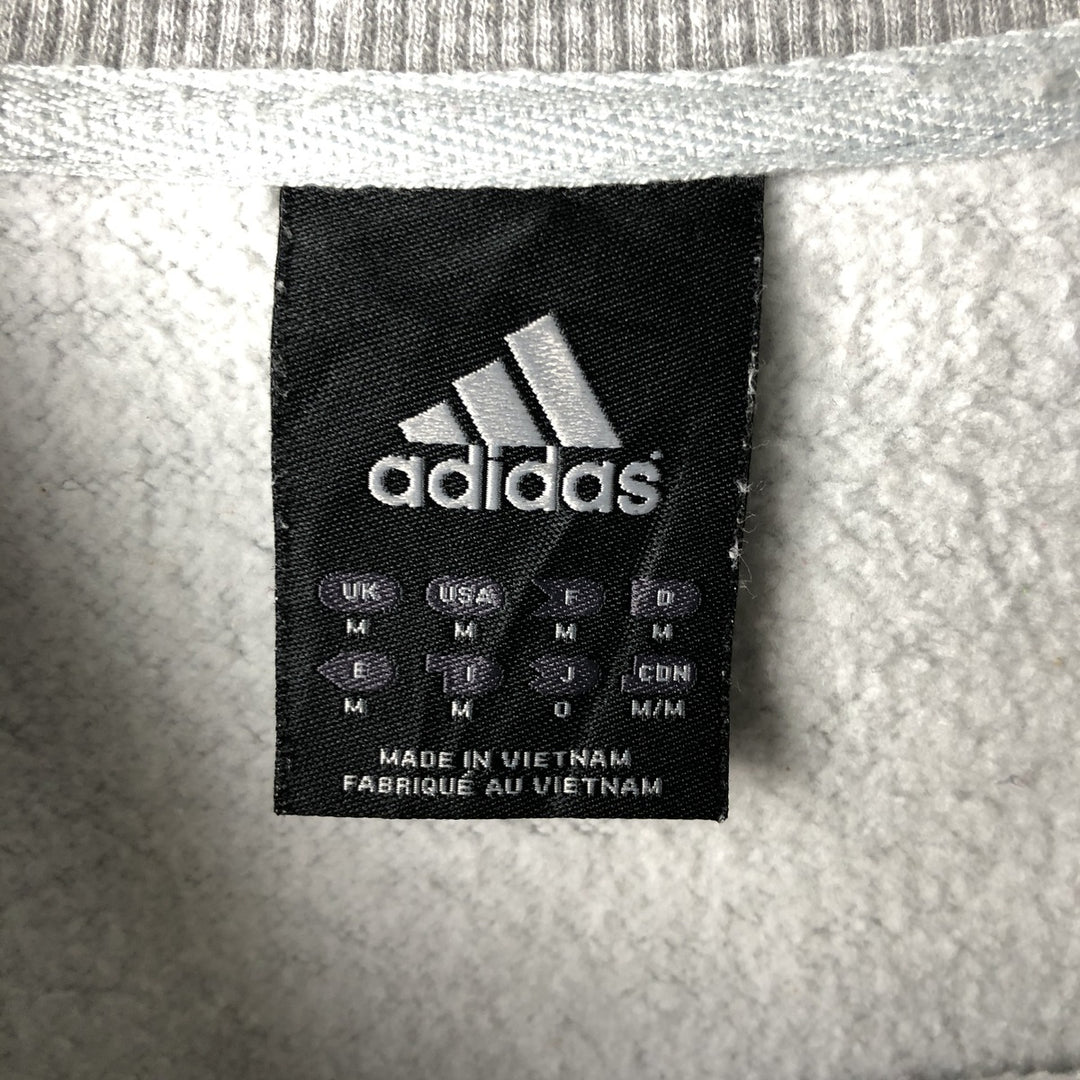 adidas
UK USA F D
M M M M
E I J CDN
M M O M/M
MADE IN VIETNAM
FABRIQUÉ AU VIETNAM